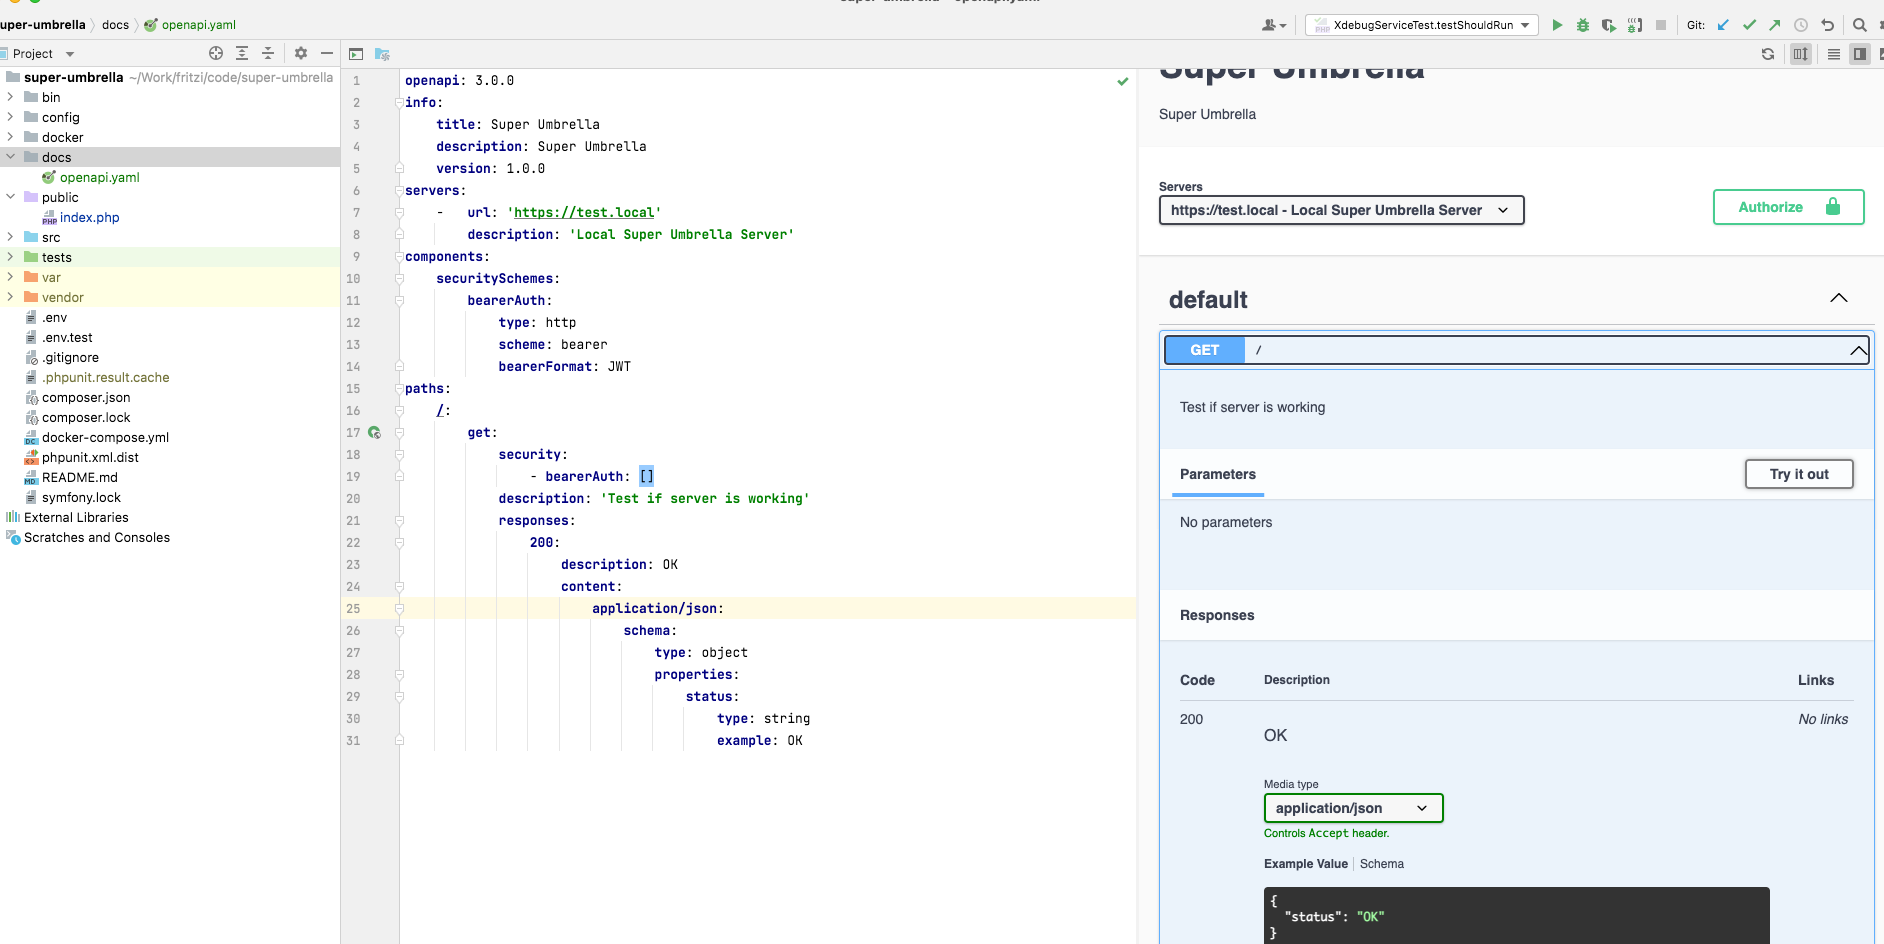 super-umbrella – openapi.yaml
uper-umbrella docs openapi.yaml
XdebugServiceTest.testShouldRun
Git:
Project
super-umbrella ~/Work/fritzi/code/super-umbrella
bin
config
docker
docs
openapi.yaml
public
index.php
src
tests
var
vendor
.env
.env.test
.gitignore
.phpunit.result.cache
composer.json
composer.lock
docker-compose.yml
phpunit.xml.dist
README.md
symfony.lock
External Libraries
Scratches and Consoles
1 openapi: 3.0.0
2 info:
3 title: Super Umbrella
4 description: Super Umbrella
5 version: 1.0.0
6 servers:
7 - url: 'https://test.local'
8 description: 'Local Super Umbrella Server'
9 components:
10 securitySchemes:
11 bearerAuth:
12 type: http
13 scheme: bearer
14 bearerFormat: JWT
15 paths:
16 /:
17 get:
18 security:
19 - bearerAuth: []
20 description: 'Test if server is working'
21 responses:
22 200:
23 description: OK
24 content:
25 application/json:
26 schema:
27 type: object
28 properties:
29 status:
30 type: string
31 example: OK
Super Umbrella
Super Umbrella
Servers
https://test.local - Local Super Umbrella Server
Authorize
default
GET /
Test if server is working
Parameters
Try it out
No parameters
Responses
Code Description Links
200 OK No links
Media type
application/json
Controls Accept header.
Example Value Schema
{
"status": "OK"
}